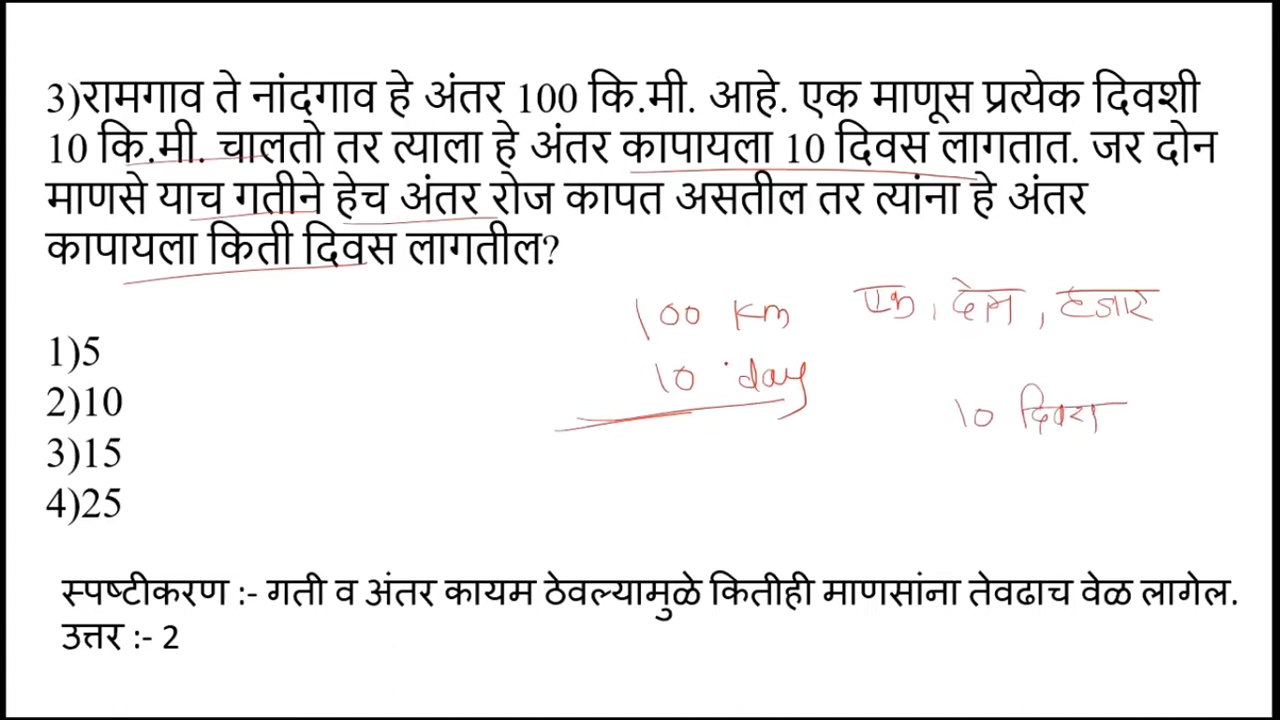 3)रामगाव ते नांदगाव हे अंतर 100 कि.मी. आहे. एक माणूस प्रत्येक दिवशी
10 कि.मी. चालतो तर त्याला हे अंतर कापायला 10 दिवस लागतात. जर दोन
माणसे याच गतीने हेच अंतर रोज कापत असतील तर त्यांना हे अंतर
कापायला किती दिवस लागतील?
100 km एक, दोन, हजार
10 day
10 दिवस
1)5
2)10
3)15
4)25
स्पष्टीकरण :- गती व अंतर कायम ठेवल्यामुळे कितीही माणसांना तेवढाच वेळ लागेल.
उत्तर :- 2